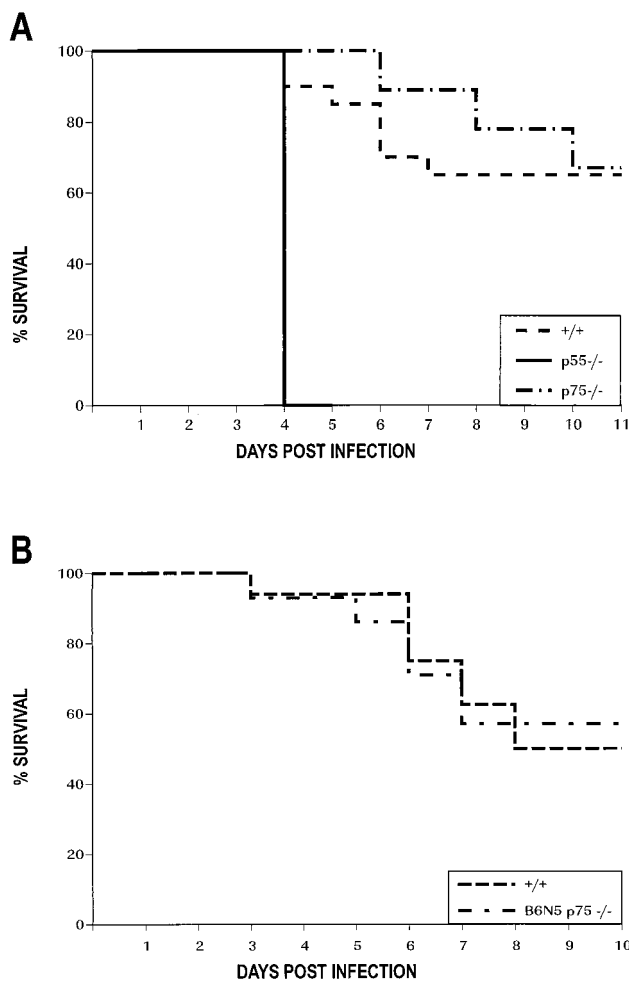 A
100
80
60
40
20
0
% SURVIVAL
+/+
p55-/-
p75-/-
1 2 3 4 5 6 7 8 9 10 11
DAYS POST INFECTION
B
100
80
60
40
20
0
% SURVIVAL
+/+
B6N5 p75 -/-
1 2 3 4 5 6 7 8 9 10
DAYS POST INFECTION